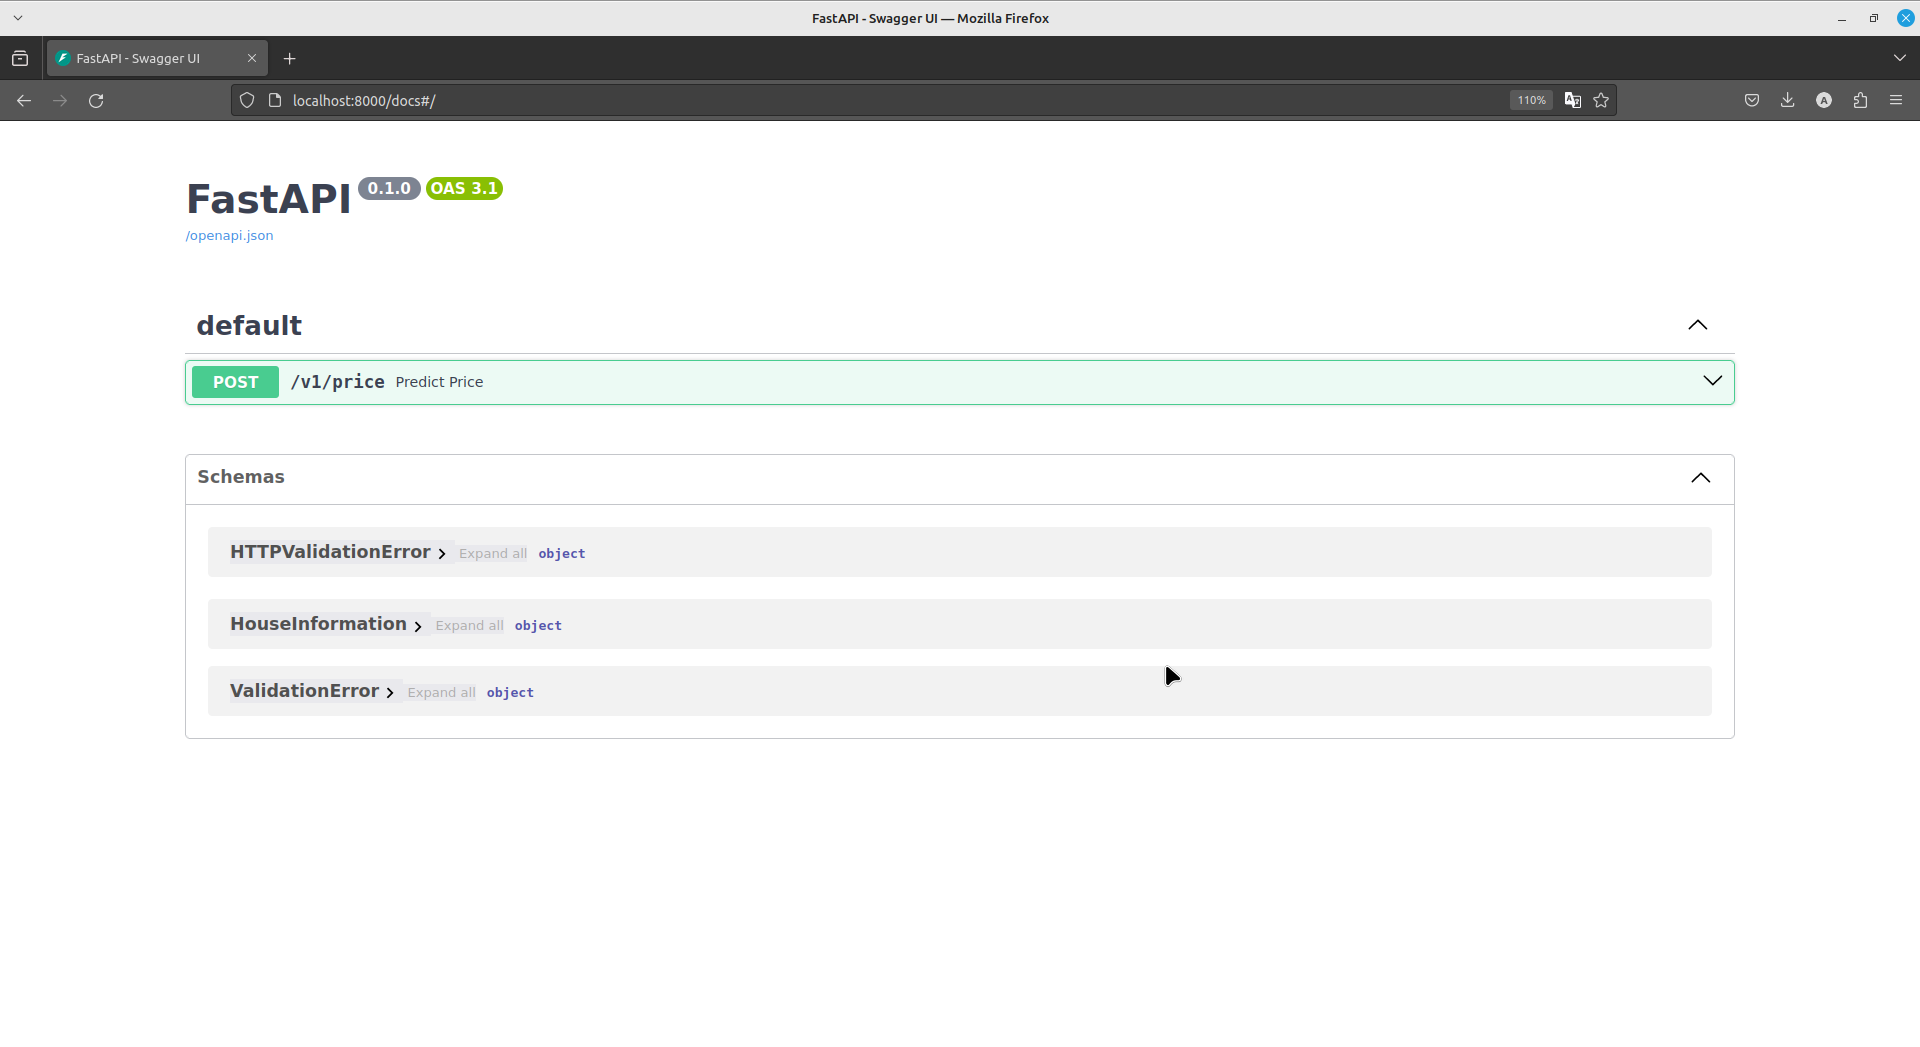 FastAPI - Swagger UI — Mozilla Firefox
FastAPI - Swagger UI
localhost:8000/docs#/
110%
A
FastAPI 0.1.0 OAS 3.1
/openapi.json
default
POST /v1/price Predict Price
Schemas
HTTPValidationError Expand all object
HouseInformation Expand all object
ValidationError Expand all object